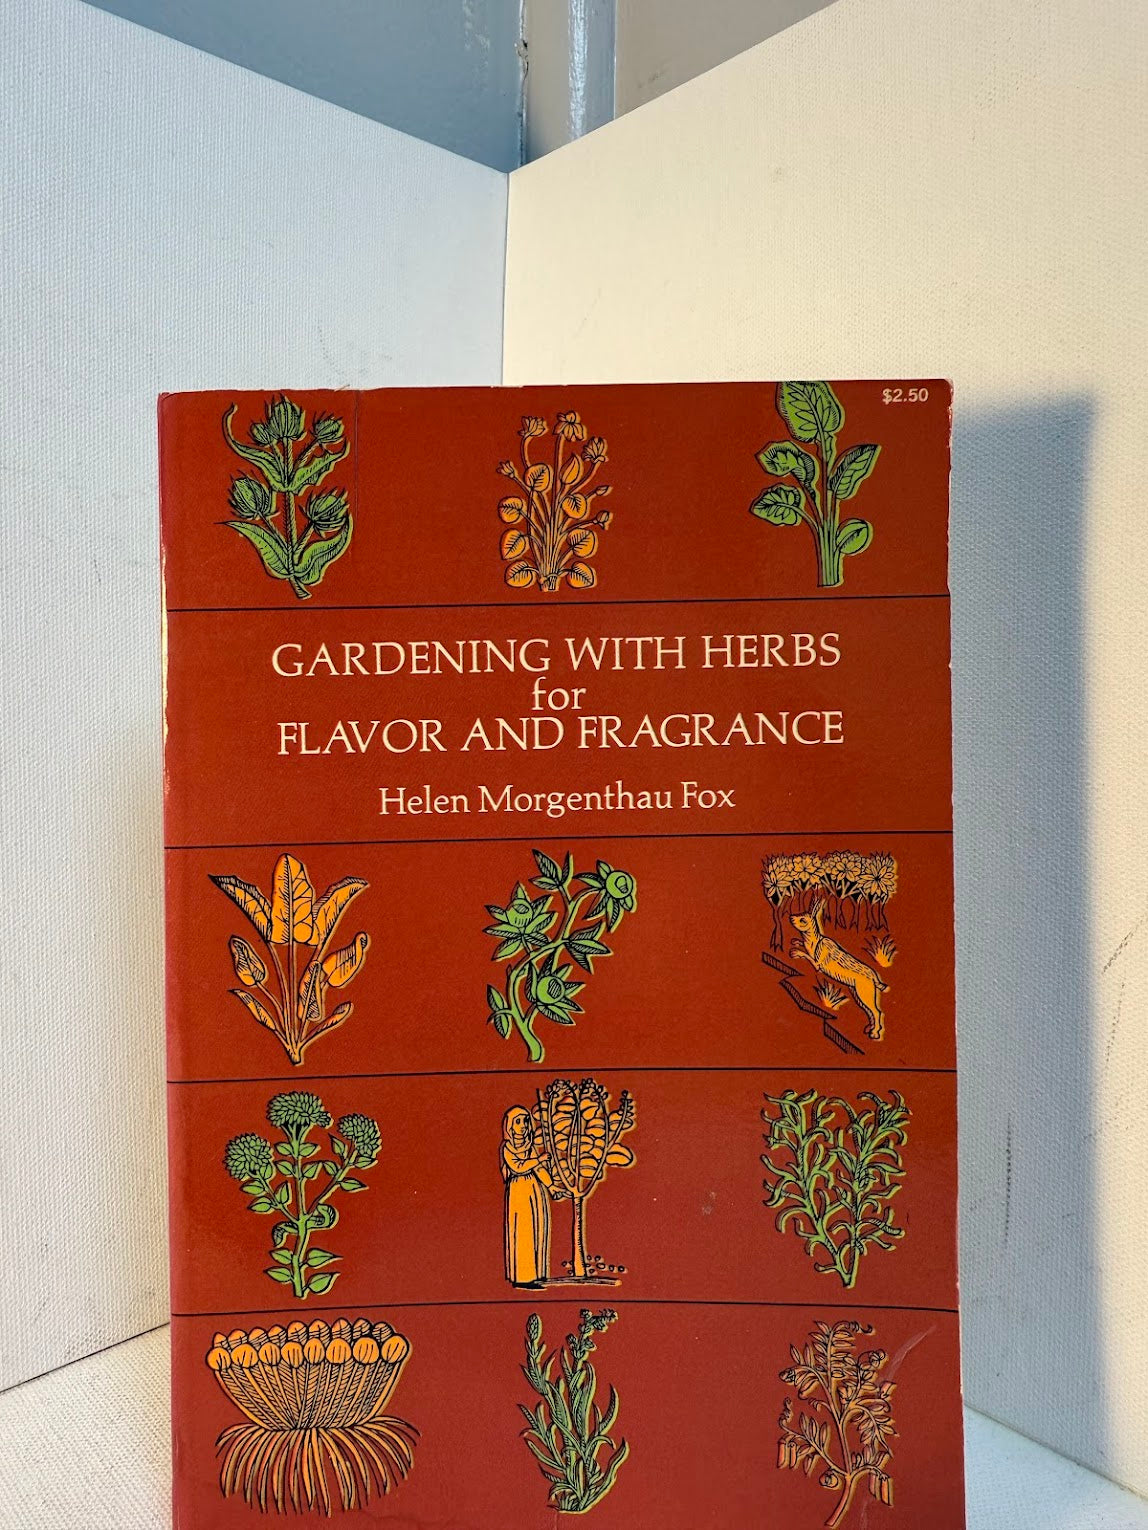 $2.50
GARDENING WITH HERBS
for
FLAVOR AND FRAGRANCE
Helen Morgenthau Fox